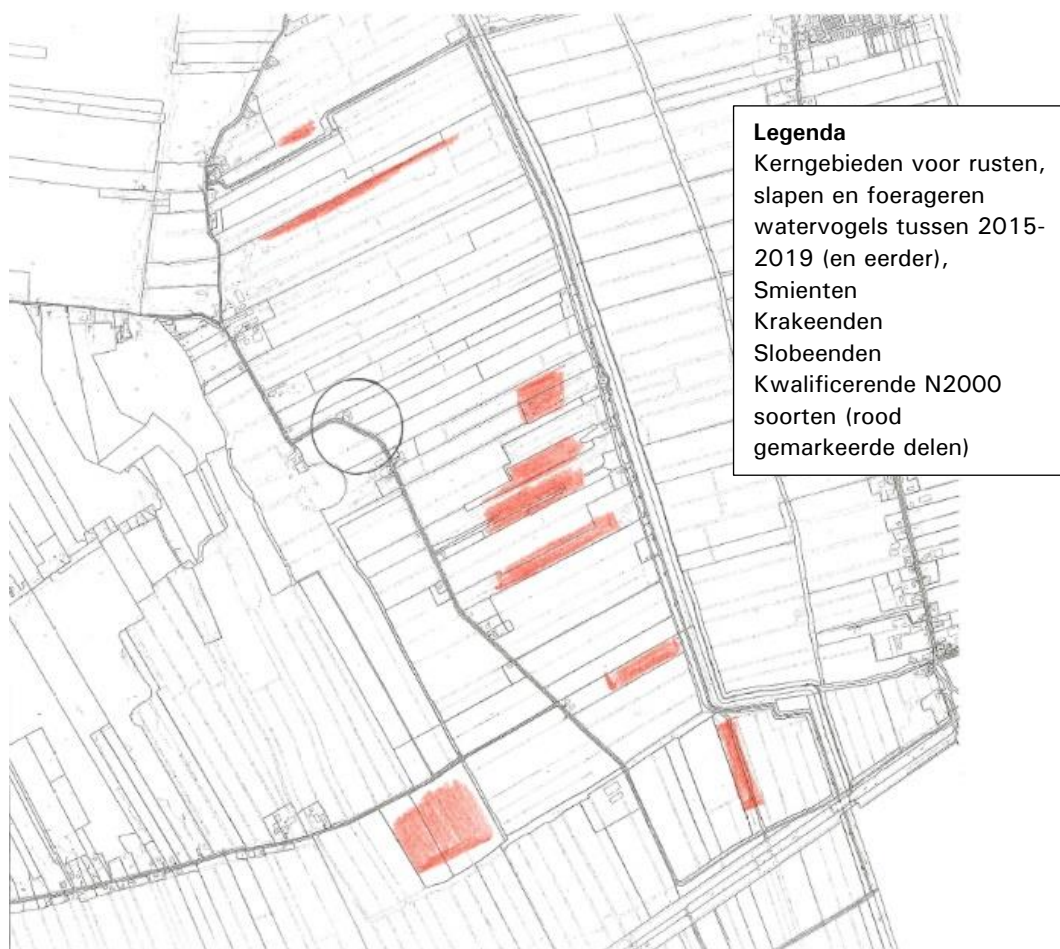 Legenda
Kerngebieden voor rusten,
slapen en foerageren
watervogels tussen 2015-
2019 (en eerder),
Smienten
Krakeenden
Slobeenden
Kwalificerende N2000
soorten (rood
gemarkeerde delen)